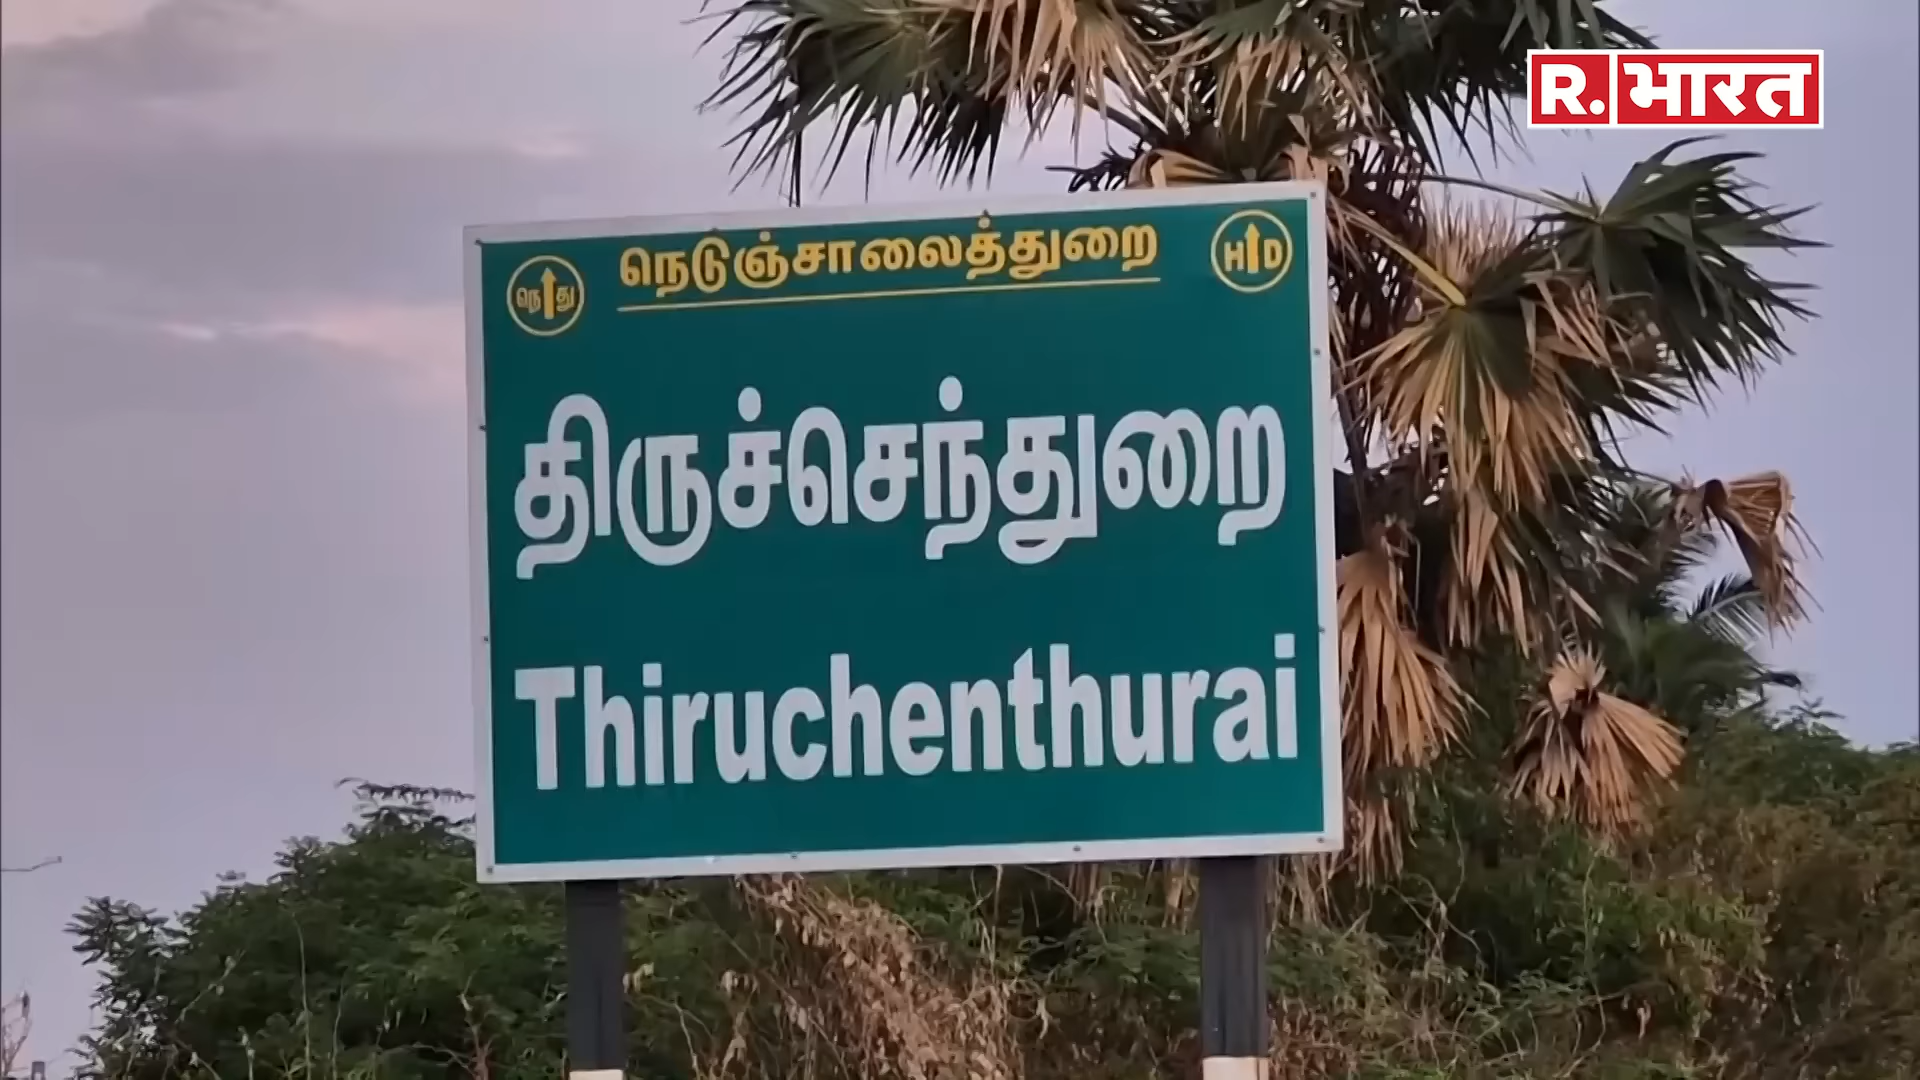 R.भारत
நெடுஞ்சாலைத்துறை
நெ து
H D
திருச்செந்துறை
Thiruchenthurai